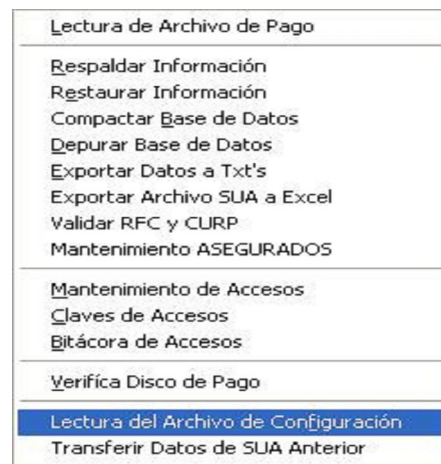 Lectura de Archivo de Pago
Respaldar Información
Restaurar Información
Compactar Base de Datos
Depurar Base de Datos
Exportar Datos a Txt's
Exportar Archivo SUA a Excel
Validar RFC y CURP
Mantenimiento ASEGURADOS
Mantenimiento de Accesos
Claves de Accesos
Bitácora de Accesos
Verifíca Disco de Pago
Lectura del Archivo de Configuración
Transferir Datos de SUA Anterior